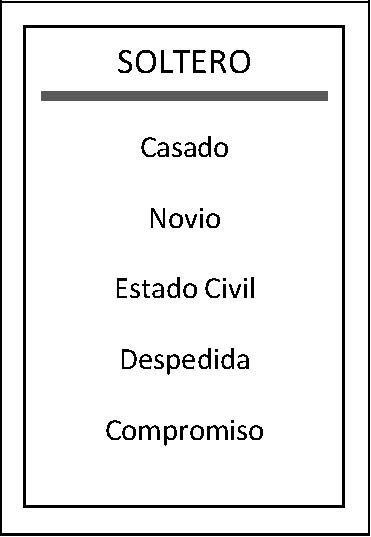 SOLTERO
Casado
Novio
Estado Civil
Despedida
Compromiso